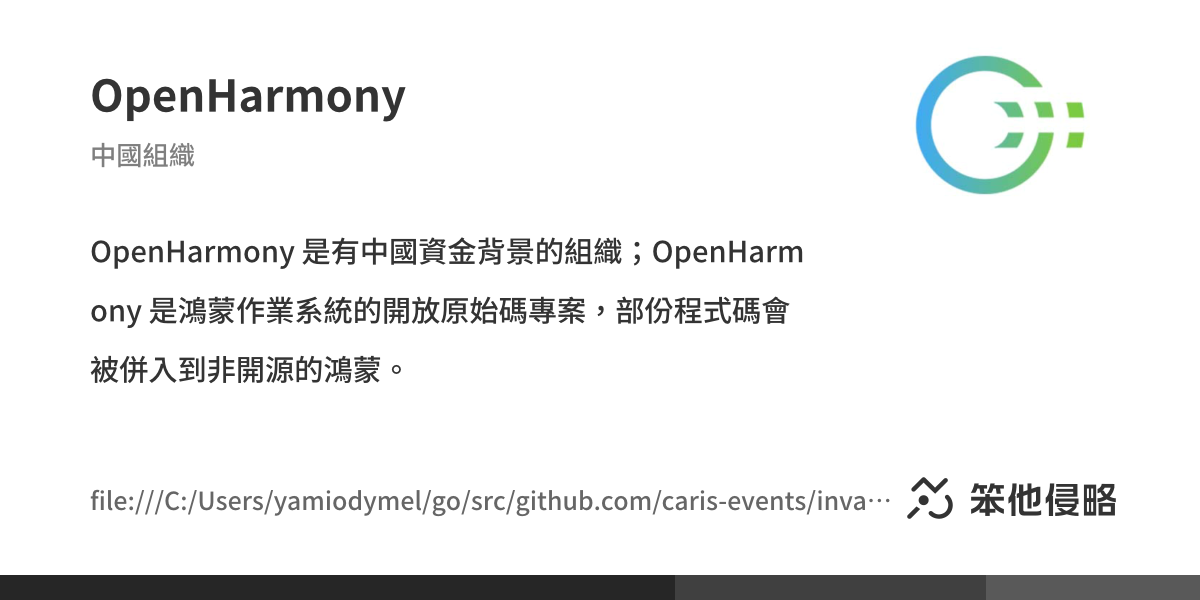 OpenHarmony
中國組織
OpenHarmony 是有中國資金背景的組織；OpenHarm
ony 是鴻蒙作業系統的開放原始碼專案，部份程式碼會
被併入到非開源的鴻蒙。
file:///C:/Users/yamiodymel/go/src/github.com/caris-events/inva…
笨他侵略